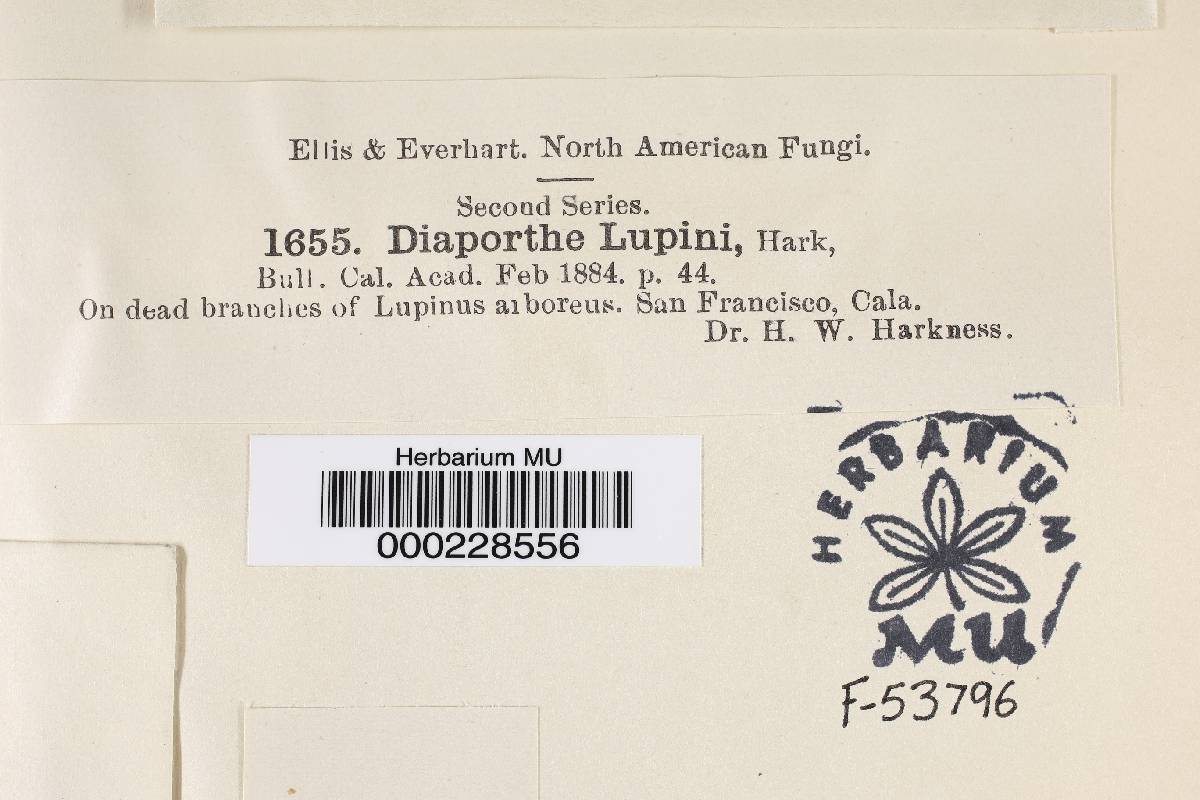 Ellis & Everhart. North American Fungi.
Second Series.
1655. Diaporthe Lupini, Hark,
Bull. Cal. Acad. Feb 1884. p. 44.
On dead branches of Lupinus arboreus. San Francisco, Cala.
Dr. H. W. Harkness.
Herbarium MU
000228556
HERBARIUM
MU
F-53796